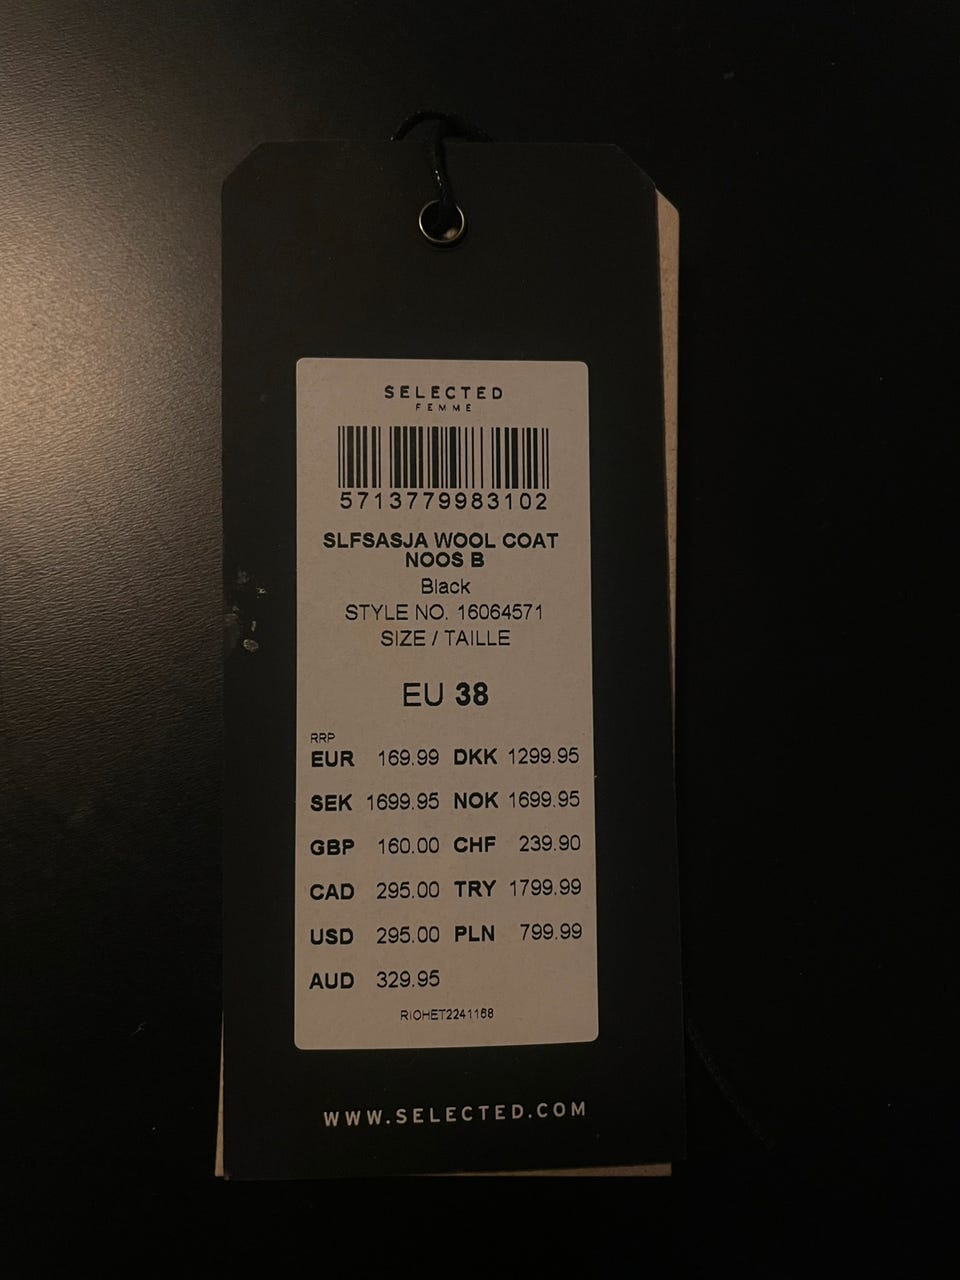 SELECTED
FEMME
5713779983102
SLFSASJA WOOL COAT
NOOS B
Black
STYLE NO. 16064571
SIZE / TAILLE
EU 38
RRP
EUR 169.99 DKK 1299.95
SEK 1699.95 NOK 1699.95
GBP 160.00 CHF 239.90
CAD 295.00 TRY 1799.99
USD 295.00 PLN 799.99
AUD 329.95
RIOHET2241168
WWW.SELECTED.COM